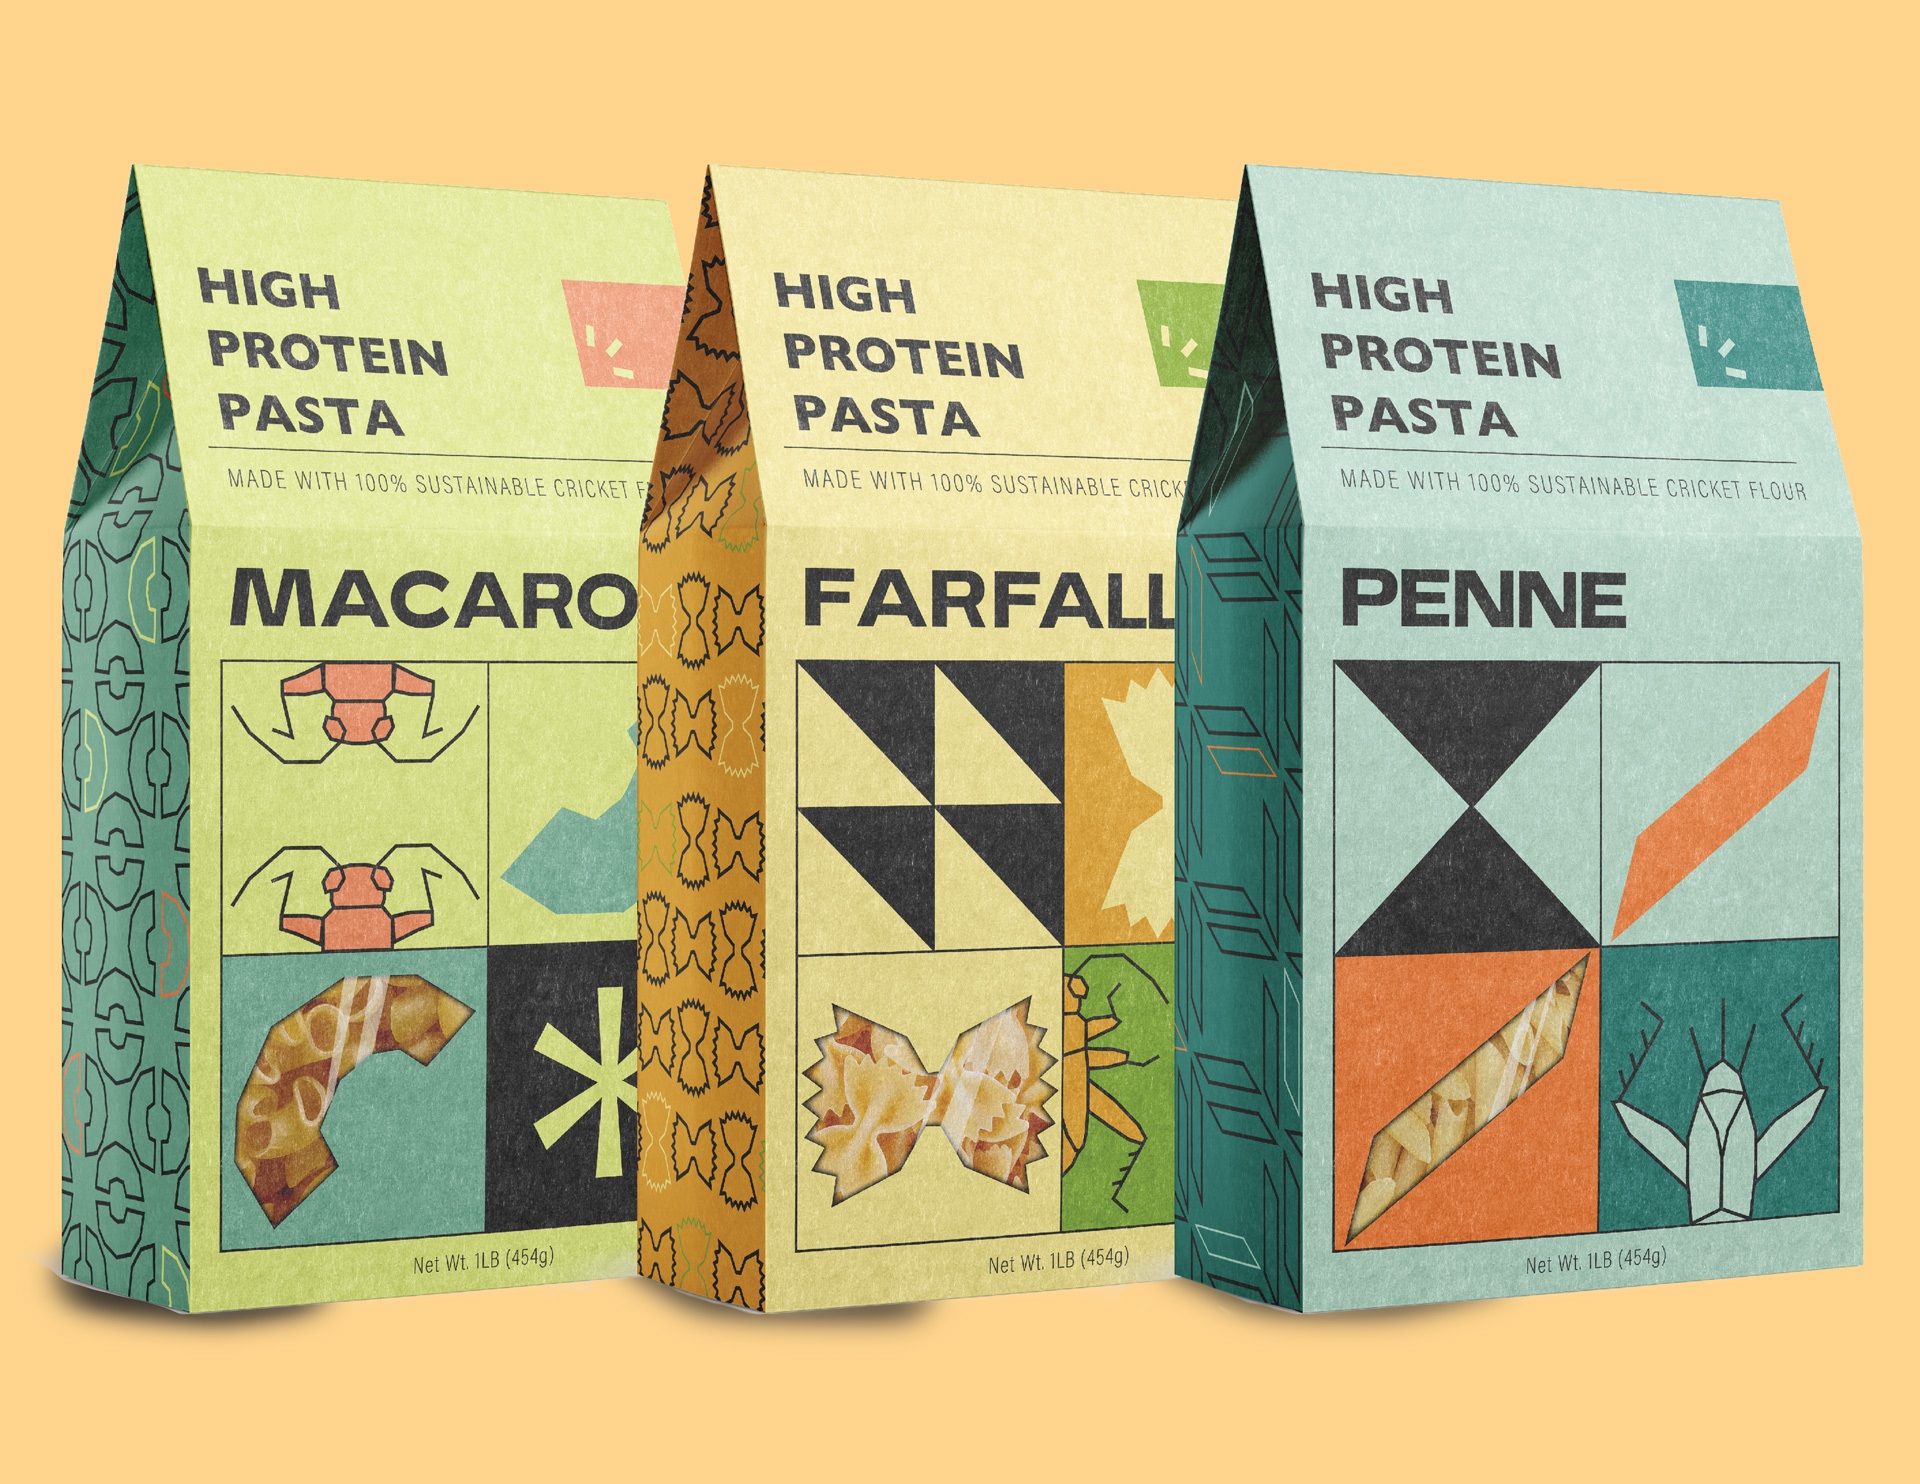 HIGH
PROTEIN
PASTA
MADE WITH 100% SUSTAINABLE CRICKET F
MACARO
Net Wt. 1LB (454g)
HIGH
PROTEIN
PASTA
MADE WITH 100% SUSTAINABLE CRICK
FARFALL
Net Wt. 1LB (454g)
HIGH
PROTEIN
PASTA
MADE WITH 100% SUSTAINABLE CRICKET FLOUR
PENNE
Net Wt. 1LB (454g)